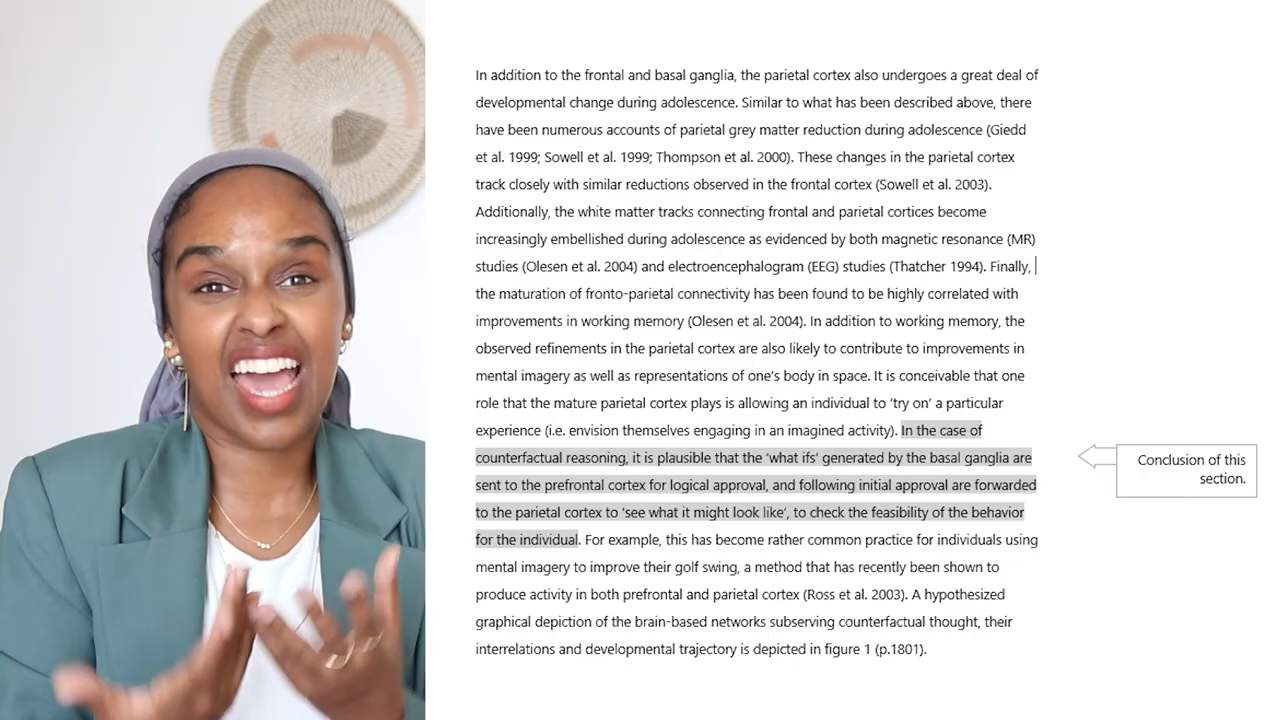 In addition to the frontal and basal ganglia, the parietal cortex also undergoes a great deal of
developmental change during adolescence. Similar to what has been described above, there
have been numerous accounts of parietal grey matter reduction during adolescence (Giedd
et al. 1999; Sowell et al. 1999; Thompson et al. 2000). These changes in the parietal cortex
track closely with similar reductions observed in the frontal cortex (Sowell et al. 2003).
Additionally, the white matter tracks connecting frontal and parietal cortices become
increasingly embellished during adolescence as evidenced by both magnetic resonance (MR)
studies (Olesen et al. 2004) and electroencephalogram (EEG) studies (Thatcher 1994). Finally,
the maturation of fronto-parietal connectivity has been found to be highly correlated with
improvements in working memory (Olesen et al. 2004). In addition to working memory, the
observed refinements in the parietal cortex are also likely to contribute to improvements in
mental imagery as well as representations of one's body in space. It is conceivable that one
role that the mature parietal cortex plays is allowing an individual to 'try on' a particular
experience (i.e. envision themselves engaging in an imagined activity). In the case of
counterfactual reasoning, it is plausible that the 'what ifs' generated by the basal ganglia are
sent to the prefrontal cortex for logical approval, and following initial approval are forwarded
to the parietal cortex to 'see what it might look like', to check the feasibility of the behavior
for the individual. For example, this has become rather common practice for individuals using
mental imagery to improve their golf swing, a method that has recently been shown to
produce activity in both prefrontal and parietal cortex (Ross et al. 2003). A hypothesized
graphical depiction of the brain-based networks subserving counterfactual thought, their
interrelations and developmental trajectory is depicted in figure 1 (p.1801).
Conclusion of this
section.